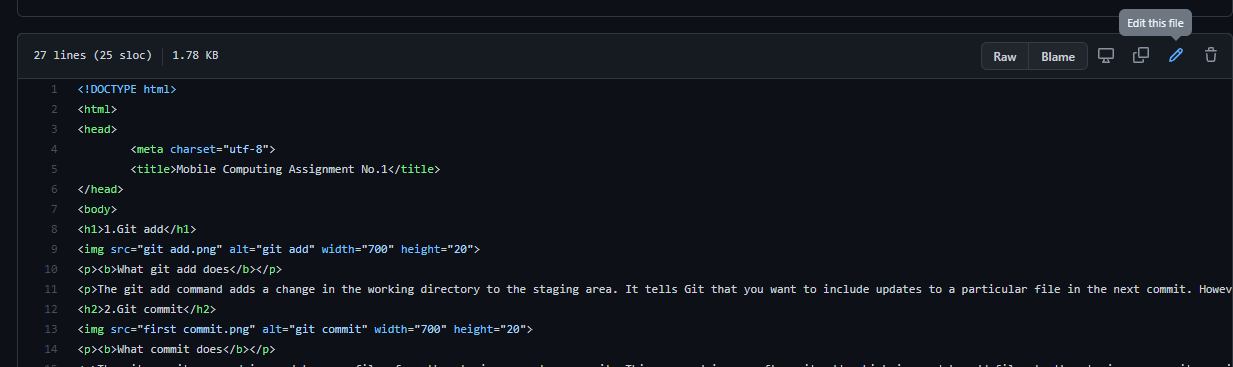 Edit this file
27 lines (25 sloc) 1.78 KB Raw Blame
1 <!DOCTYPE html>
2 <html>
3 <head>
4 <meta charset="utf-8">
5 <title>Mobile Computing Assignment No.1</title>
6 </head>
7 <body>
8 <h1>1.Git add</h1>
9 <img src="git add.png" alt="git add" width="700" height="20">
10 <p><b>What git add does</b></p>
11 <p>The git add command adds a change in the working directory to the staging area. It tells Git that you want to include updates to a particular file in the next commit. Howev
12 <h2>2.Git commit</h2>
13 <img src="first commit.png" alt="git commit" width="700" height="20">
14 <p><b>What commit does</b></p>